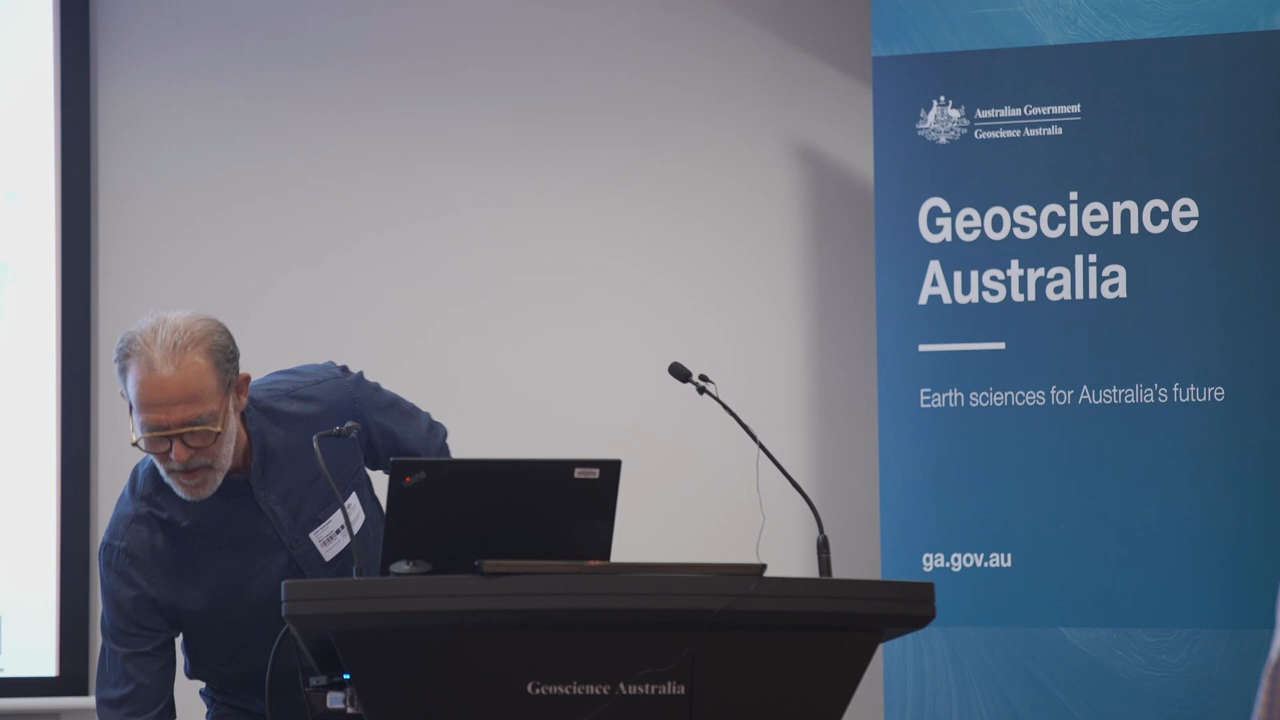 Australian Government
Geoscience Australia
Geoscience
Australia
Earth sciences for Australia's future
ga.gov.au
Geoscience Australia